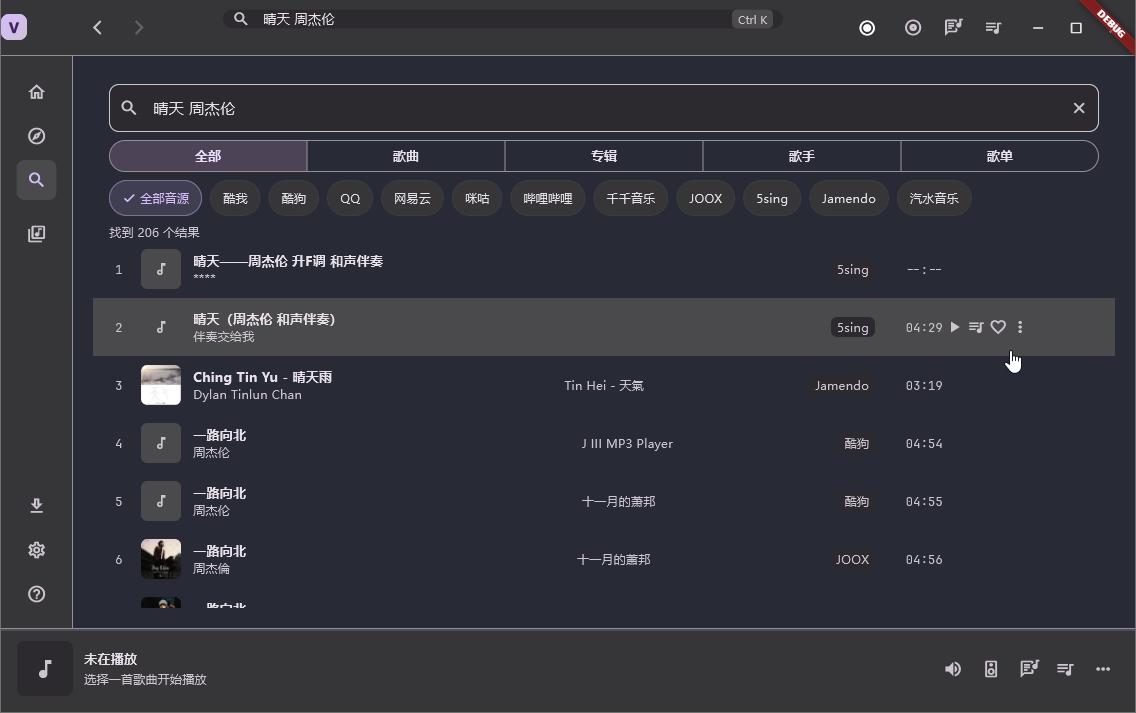 V
晴天 周杰伦
Ctrl K
DEBUG
晴天 周杰伦
全部
歌曲
专辑
歌手
歌单
全部音源
酷我
酷狗
QQ
网易云
咪咕
哔哩哔哩
千千音乐
JOOX
5sing
Jamendo
汽水音乐
找到 206 个结果
1
晴天——周杰伦 升F调 和声伴奏
****
5sing
--:--
2
晴天（周杰伦 和声伴奏）
伴奏交给我
5sing
04:29
3
Ching Tin Yu - 晴天雨
Dylan Tinlun Chan
Tin Hei - 天氣
Jamendo
03:19
4
一路向北
周杰伦
J III MP3 Player
酷狗
04:54
5
一路向北
周杰伦
十一月的萧邦
酷狗
04:55
6
一路向北
周杰倫
十一月的蕭邦
JOOX
04:56
一路向北
未在播放
选择一首歌曲开始播放